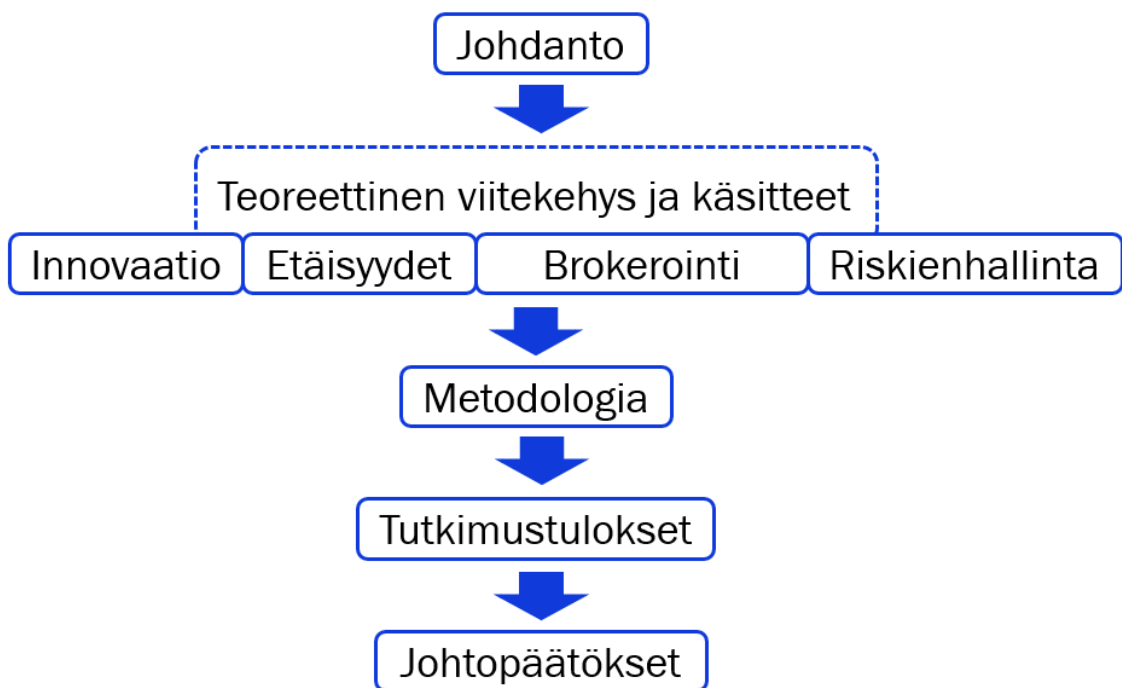 Johdanto
Teoreettinen viitekehys ja käsitteet
Innovaatio Etäisyydet Brokerointi Riskienhallinta
Metodologia
Tutkimustulokset
Johtopäätökset